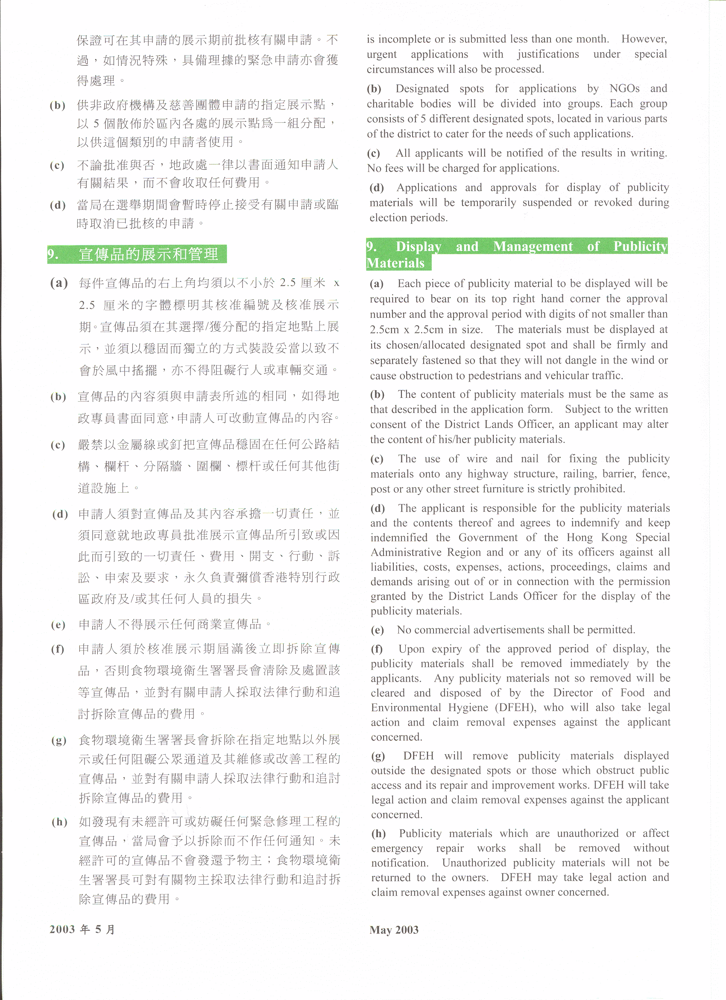 保證可在其申請的展示期前批核有關申請。不
過，如情況特殊，具備理據的緊急申請亦會獲
得處理。
(b) 供非政府機構及慈善團體申請的指定展示點，
以 5 個散佈於區內各處的展示點爲一組分配，
以供這個類別的申請者使用。
(c) 不論批准與否，地政處一律以書面通知申請人
有關結果，而不會收取任何費用。
(d) 當局在選舉期間會暫時停止接受有關申請或臨
時取消已批核的申請。
9. 宣傳品的展示和管理
(a) 每件宣傳品的右上角均須以不小於 2.5 厘米 x
2.5 厘米的字體標明其核准編號及核准展示
期。宣傳品須在其選擇/獲分配的指定地點上展
示，並須以穩固而獨立的方式裝設妥當以致不
會於風中搖擺，亦不得阻礙行人或車輛交通。
(b) 宣傳品的內容須與申請表所述的相同，如得地
政專員書面同意，申請人可改動宣傳品的內容。
(c) 嚴禁以金屬線或釘把宣傳品穩固在任何公路結
構、欄杆、分隔牆、圍欄、標杆或任何其他街
道設施上。
(d) 申請人須對宣傳品及其內容承擔一切責任，並
須同意就地政專員批准展示宣傳品所引致或因
此而引致的一切責任、費用、開支、行動、訴
訟、申索及要求，永久負責彌償香港特別行政
區政府及/或其任何人員的損失。
(e) 申請人不得展示任何商業宣傳品。
(f) 申請人須於核准展示期屆滿後立即拆除宣傳
品，否則食物環境衞生署署長會清除及處置該
等宣傳品，並對有關申請人採取法律行動和追
討拆除宣傳品的費用。
(g) 食物環境衞生署署長會拆除在指定地點以外展
示或任何阻礙公眾通道及其維修或改善工程的
宣傳品，並對有關申請人採取法律行動和追討
拆除宣傳品的費用。
(h) 如發現有未經許可或妨礙任何緊急修理工程的
宣傳品，當局會予以拆除而不作任何通知。未
經許可的宣傳品不會發還予物主；食物環境衞
生署署長可對有關物主採取法律行動和追討拆
除宣傳品的費用。
2003 年 5 月
is incomplete or is submitted less than one month. However,
urgent applications with justifications under special
circumstances will also be processed.
(b) Designated spots for applications by NGOs and
charitable bodies will be divided into groups. Each group
consists of 5 different designated spots, located in various parts
of the district to cater for the needs of such applications.
(c) All applicants will be notified of the results in writing.
No fees will be charged for applications.
(d) Applications and approvals for display of publicity
materials will be temporarily suspended or revoked during
election periods.
9. Display and Management of Publicity
Materials
(a) Each piece of publicity material to be displayed will be
required to bear on its top right hand corner the approval
number and the approval period with digits of not smaller than
2.5cm x 2.5cm in size. The materials must be displayed at
its chosen/allocated designated spot and shall be firmly and
separately fastened so that they will not dangle in the wind or
cause obstruction to pedestrians and vehicular traffic.
(b) The content of publicity materials must be the same as
that described in the application form. Subject to the written
consent of the District Lands Officer, an applicant may alter
the content of his/her publicity materials.
(c) The use of wire and nail for fixing the publicity
materials onto any highway structure, railing, barrier, fence,
post or any other street furniture is strictly prohibited.
(d) The applicant is responsible for the publicity materials
and the contents thereof and agrees to indemnify and keep
indemnified the Government of the Hong Kong Special
Administrative Region and or any of its officers against all
liabilities, costs, expenses, actions, proceedings, claims and
demands arising out of or in connection with the permission
granted by the District Lands Officer for the display of the
publicity materials.
(e) No commercial advertisements shall be permitted.
(f) Upon expiry of the approved period of display, the
publicity materials shall be removed immediately by the
applicants. Any publicity materials not so removed will be
cleared and disposed of by the Director of Food and
Environmental Hygiene (DFEH), who will also take legal
action and claim removal expenses against the applicant
concerned.
(g) DFEH will remove publicity materials displayed
outside the designated spots or those which obstruct public
access and its repair and improvement works. DFEH will take
legal action and claim removal expenses against the applicant
concerned.
(h) Publicity materials which are unauthorized or affect
emergency repair works shall be removed without
notification. Unauthorized publicity materials will not be
returned to the owners. DFEH may take legal action and
claim removal expenses against owner concerned.
May 2003